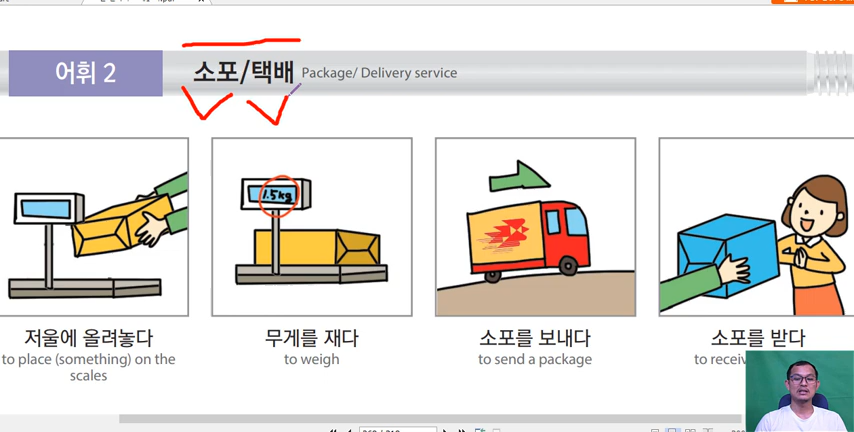 어휘 2
소포/택배 Package/ Delivery service
1.5kg
저울에 올려놓다
to place (something) on the
scales
무게를 재다
to weigh
소포를 보내다
to send a package
소포를 받다
to